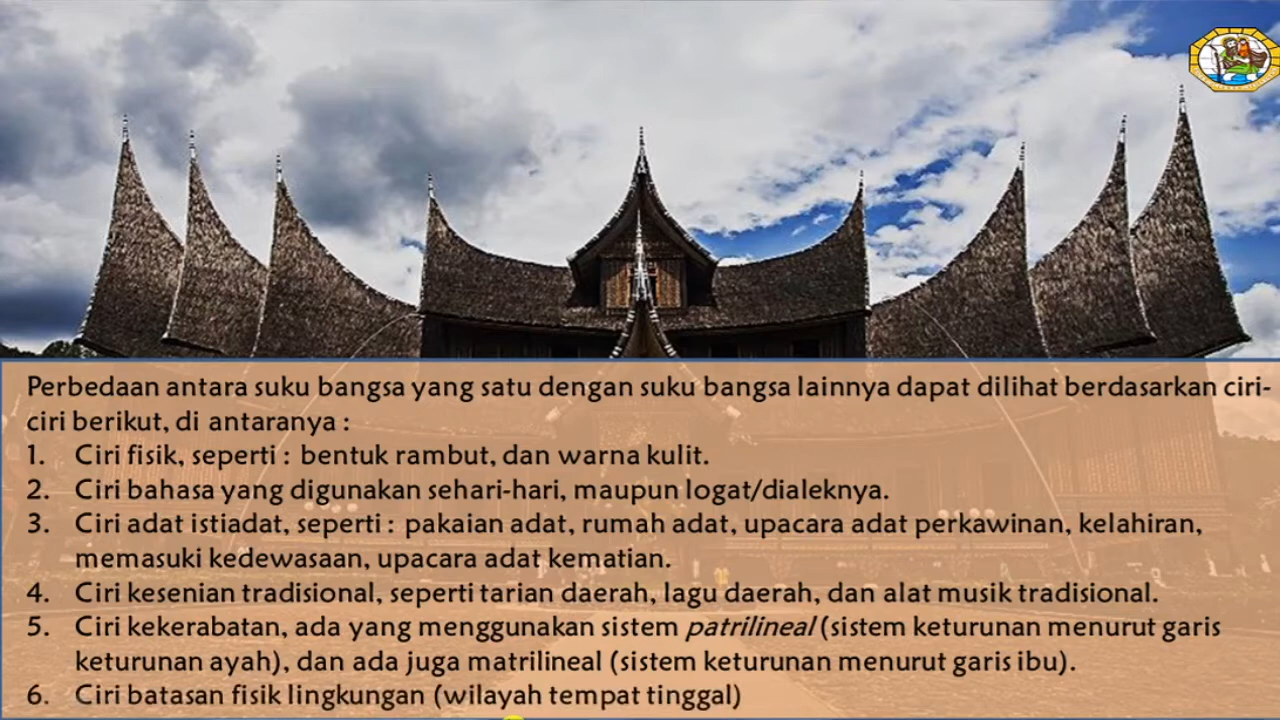 Perbedaan antara suku bangsa yang satu dengan suku bangsa lainnya dapat dilihat berdasarkan ciri-
ciri berikut, di antaranya :
1. Ciri fisik, seperti : bentuk rambut, dan warna kulit.
2. Ciri bahasa yang digunakan sehari-hari, maupun logat/dialeknya.
3. Ciri adat istiadat, seperti : pakaian adat, rumah adat, upacara adat perkawinan, kelahiran,
memasuki kedewasaan, upacara adat kematian.
4. Ciri kesenian tradisional, seperti tarian daerah, lagu daerah, dan alat musik tradisional.
5. Ciri kekerabatan, ada yang menggunakan sistem patrilineal (sistem keturunan menurut garis
keturunan ayah), dan ada juga matrilineal (sistem keturunan menurut garis ibu).
6. Ciri batasan fisik lingkungan (wilayah tempat tinggal)